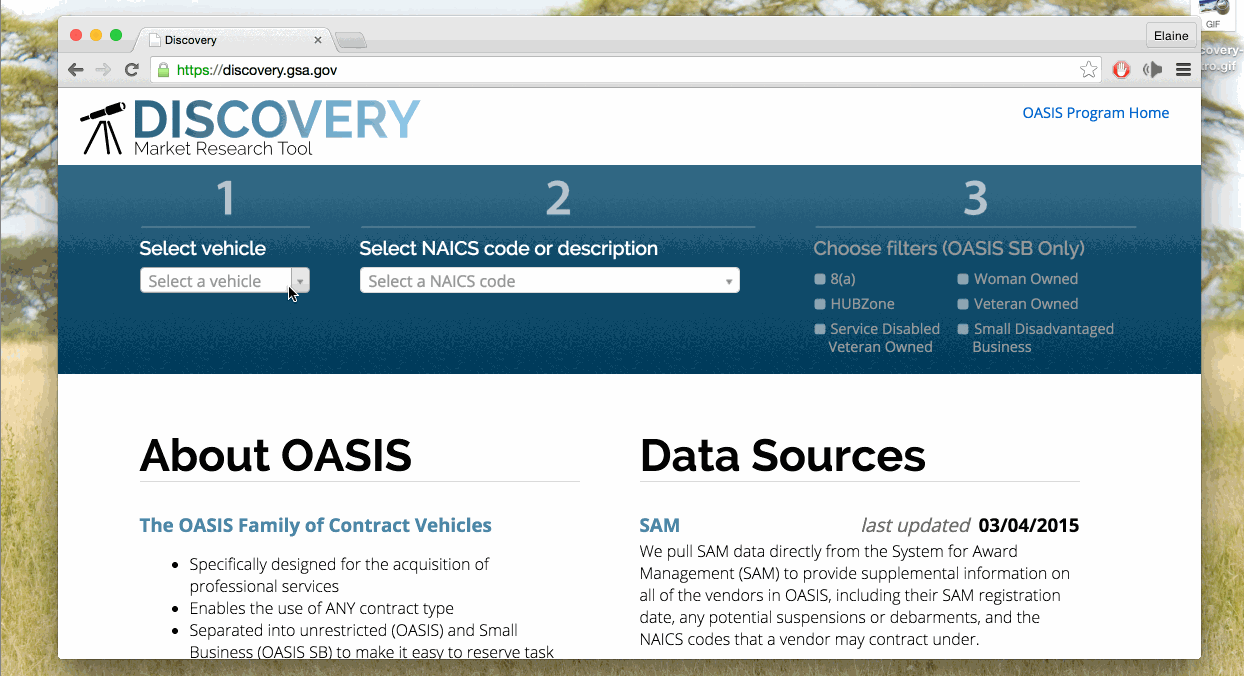 GIF
Discovery
Elaine
covery-
ro.gif
https://discovery.gsa.gov
DISCOVERY
Market Research Tool
OASIS Program Home
1
2
3
Select vehicle
Select NAICS code or description
Choose filters (OASIS SB Only)
Select a vehicle
Select a NAICS code
8(a)
Woman Owned
HUBZone
Veteran Owned
Service Disabled
Veteran Owned
Small Disadvantaged
Business
About OASIS
The OASIS Family of Contract Vehicles
Specifically designed for the acquisition of
professional services
Enables the use of ANY contract type
Separated into unrestricted (OASIS) and Small
Business (OASIS SB) to make it easy to reserve task
Data Sources
SAM last updated 03/04/2015
We pull SAM data directly from the System for Award
Management (SAM) to provide supplemental information on
all of the vendors in OASIS, including their SAM registration
date, any potential suspensions or debarments, and the
NAICS codes that a vendor may contract under.